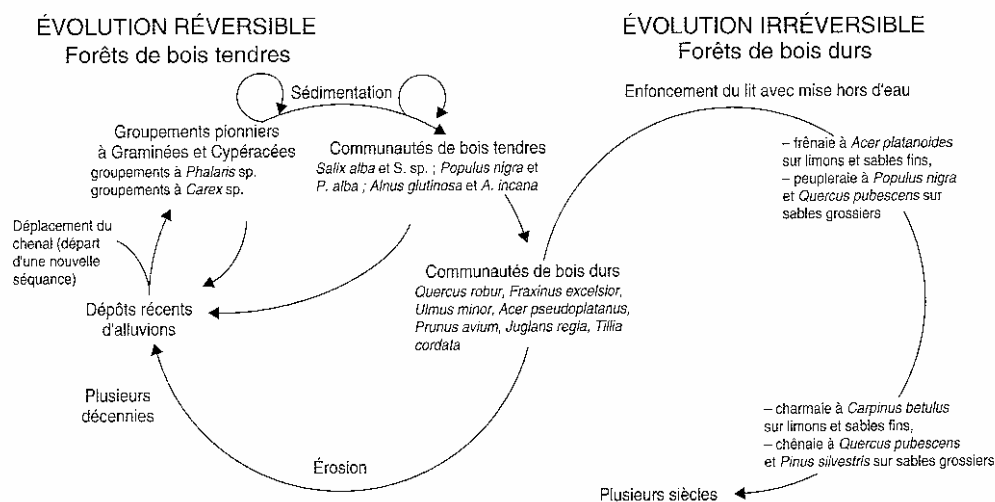 ÉVOLUTION RÉVERSIBLE
Forêts de bois tendres
Sédimentation
Groupements pionniers
à Graminées et Cypéracées
groupements à Phalaris sp.
groupements à Carex sp.
Communautés de bois tendres
Salix alba et S. sp. ; Populus nigra et
P. alba ; Alnus glutinosa et A. incana
Déplacement du
chenal (départ
d'une nouvelle
séquance)
Dépôts récents
d'alluvions
Communautés de bois durs
Quercus robur, Fraxinus excelsior,
Ulmus minor, Acer pseudoplatanus,
Prunus avium, Juglans regia, Tillia
cordata
Plusieurs
décennies
Érosion
ÉVOLUTION IRRÉVERSIBLE
Forêts de bois durs
Enfoncement du lit avec mise hors d'eau
– frênaie à Acer platanoides
sur limons et sables fins,
– peupleraie à Populus nigra
et Quercus pubescens sur
sables grossiers
– charmaie à Carpinus betulus
sur limons et sables fins,
– chênaie à Quercus pubescens
et Pinus silvestris sur sables grossiers
Plusieurs siècles